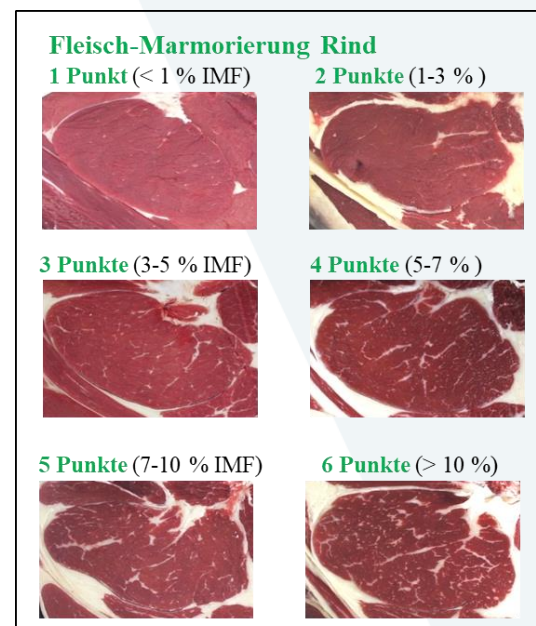 Fleisch-Marmorierung Rind
1 Punkt (< 1 % IMF)
2 Punkte (1-3 % )
3 Punkte (3-5 % IMF)
4 Punkte (5-7 % )
5 Punkte (7-10 % IMF)
6 Punkte (> 10 %)